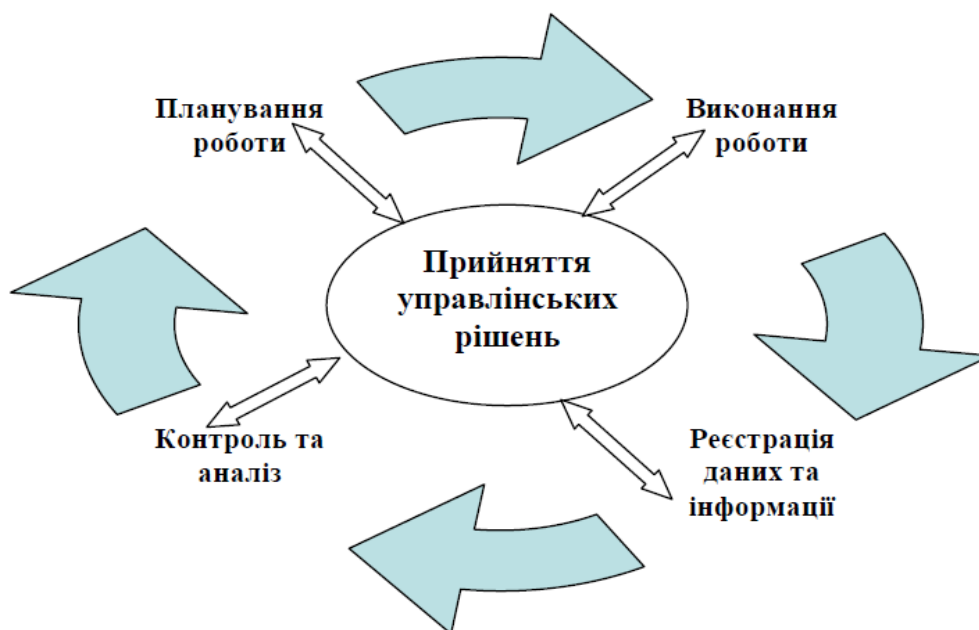 Планування
роботи
Виконання
роботи
Прийняття
управлінських
рішень
Контроль та
аналіз
Реєстрація
даних та
інформації